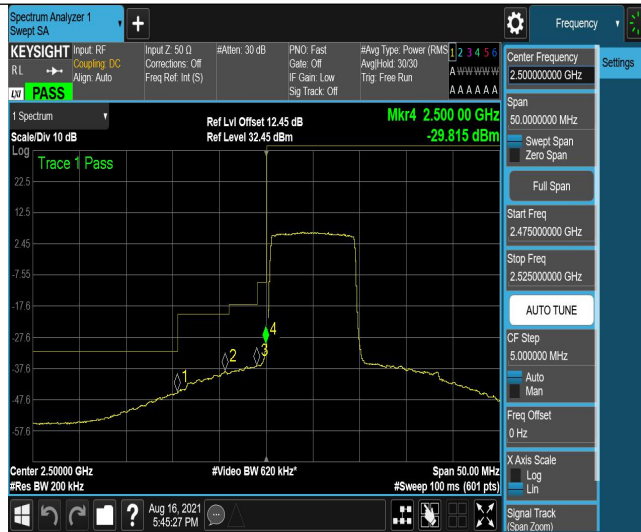 Spectrum Analyzer 1
Swept SA
Frequency
KEYSIGHT
RL
LXI PASS
Input: RF
Coupling: DC
Align: Auto
Input Z: 50 Ω
Corrections: Off
Freq Ref: Int (S)
#Atten: 30 dB
PNO: Fast
Gate: Off
IF Gain: Low
Sig Track: Off
#Avg Type: Power (RMS
Avg|Hold: 30/30
Trig: Free Run
1 2 3 4 5 6
A W W W W W
A A A A A A
1 Spectrum
Scale/Div 10 dB
Ref Lvl Offset 12.45 dB
Ref Level 32.45 dBm
Mkr4 2.500 00 GHz
-29.815 dBm
Log
Trace 1 Pass
22.5
12.5
2.45
-7.55
-17.6
-27.6
-37.6
-47.6
-57.6
1
2
3
4
Center 2.50000 GHz
#Video BW 620 kHz*
Span 50.00 MHz
#Res BW 200 kHz
#Sweep 100 ms (601 pts)
Aug 16, 2021
5:45:27 PM
Center Frequency
2.500000000 GHz
Settings
Span
50.0000000 MHz
Swept Span
Zero Span
Full Span
Start Freq
2.475000000 GHz
Stop Freq
2.525000000 GHz
AUTO TUNE
CF Step
5.000000 MHz
Auto
Man
Freq Offset
0 Hz
X Axis Scale
Log
Lin
Signal Track
(Span Zoom)